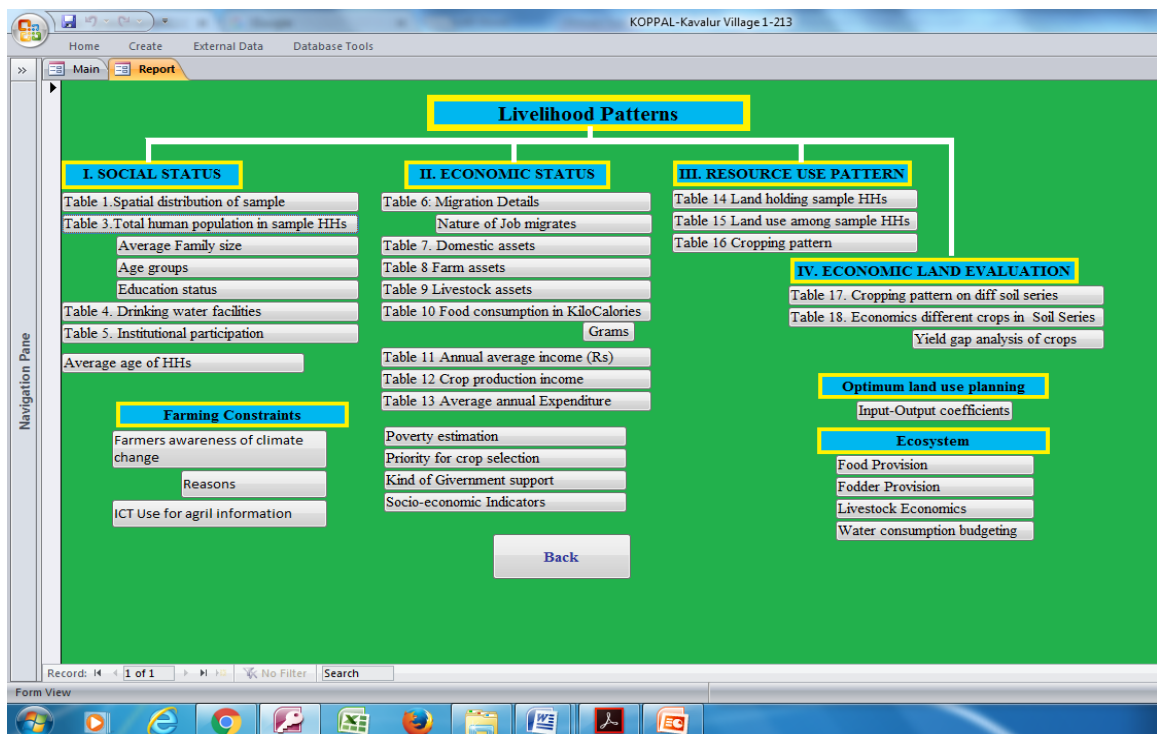 KOPPAL-Kavalur Village 1-213
Home Create External Data Database Tools
Main Report
Navigation Pane
Livelihood Patterns
I. SOCIAL STATUS
Table 1.Spatial distribution of sample
Table 3.Total human population in sample HHs
Average Family size
Age groups
Education status
Table 4. Drinking water facilities
Table 5. Institutional participation
Average age of HHs
Farming Constraints
Farmers awareness of climate
change
Reasons
ICT Use for agril information
II. ECONOMIC STATUS
Table 6: Migration Details
Nature of Job migrates
Table 7. Domestic assets
Table 8 Farm assets
Table 9 Livestock assets
Table 10 Food consumption in KiloCalories
Grams
Table 11 Annual average income (Rs)
Table 12 Crop production income
Table 13 Average annual Expenditure
Poverty estimation
Priority for crop selection
Kind of Givernment support
Socio-economic Indicators
Back
III. RESOURCE USE PATTERN
Table 14 Land holding sample HHs
Table 15 Land use among sample HHs
Table 16 Cropping pattern
IV. ECONOMIC LAND EVALUATION
Table 17. Cropping pattern on diff soil series
Table 18. Economics different crops in Soil Series
Yield gap analysis of crops
Optimum land use planning
Input-Output coefficients
Ecosystem
Food Provision
Fodder Provision
Livestock Economics
Water consumption budgeting
Record: 1 of 1 No Filter Search
Form View